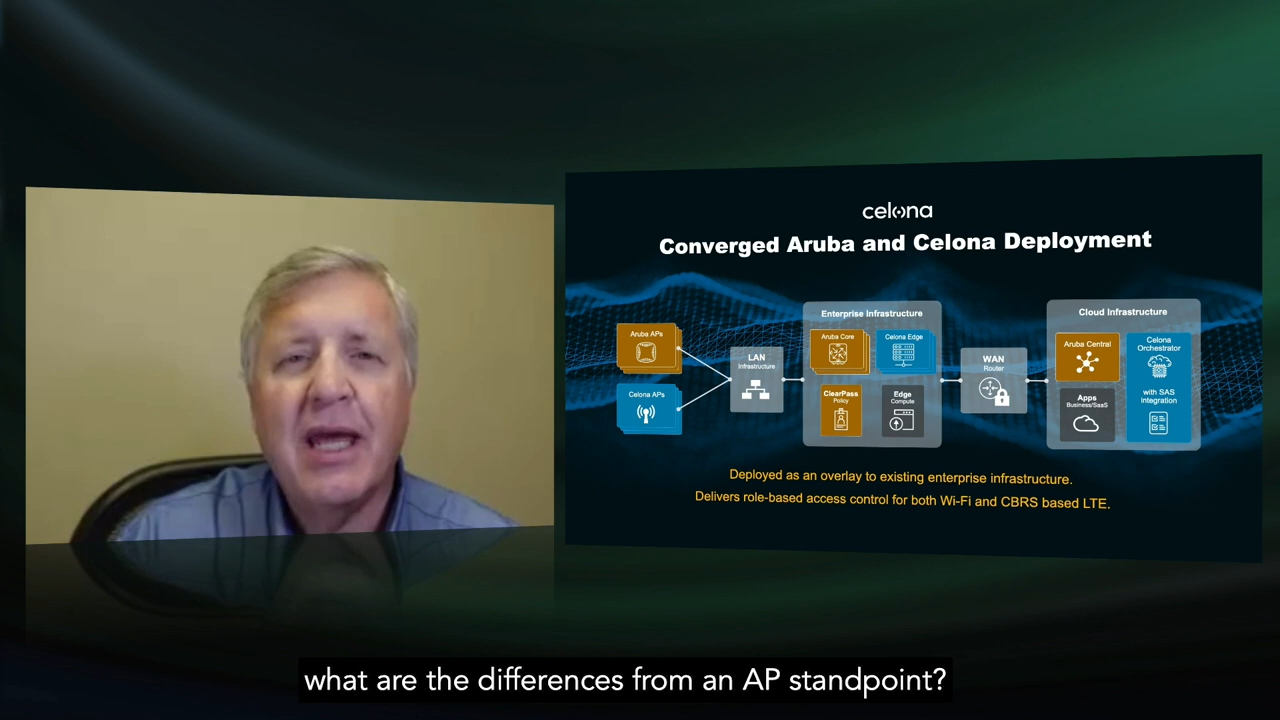 celona
Converged Aruba and Celona Deployment
Aruba APs
Celona APs
LAN
Infrastructure
Enterprise Infrastructure
Aruba Core
Celona Edge
ClearPass
Policy
Edge
Compute
WAN
Router
Cloud Infrastructure
Aruba Central
Apps
Business/SaaS
Celona
Orchestrator
with SAS
integration
Deployed as an overlay to existing enterprise infrastructure.
Delivers role-based access control for both Wi-Fi and CBRS based LTE.
what are the differences from an AP standpoint?